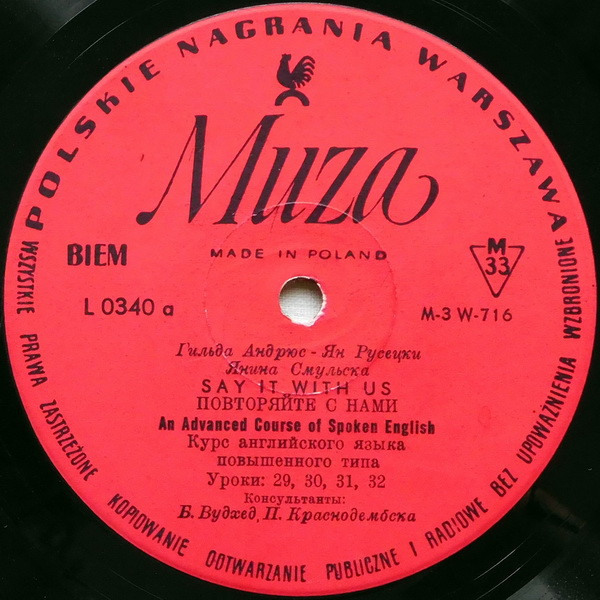 POLSKIE NAGRANIA WARSZAWA
Muza
MADE IN POLAND
BIEM
L 0340 a
M
33
M-3 W-716
Гильда Андрюс - Ян Русецки
Янина Смульска
SAY IT WITH US
ПОВТОРЯЙТЕ С НАМИ
An Advanced Course of Spoken English
Курс английского языка
повышенного типа
Уроки: 29, 30, 31, 32
Консультанты:
Б. Вудхед, П. Краснодембска
WSZYSTKIE PRAWA ZASTRZEŻONE KOPIOWANIE ODTWARZANIE PUBLICZNE I RADIOWE BEZ UPOWAŻNIENIA WZBRONIONE